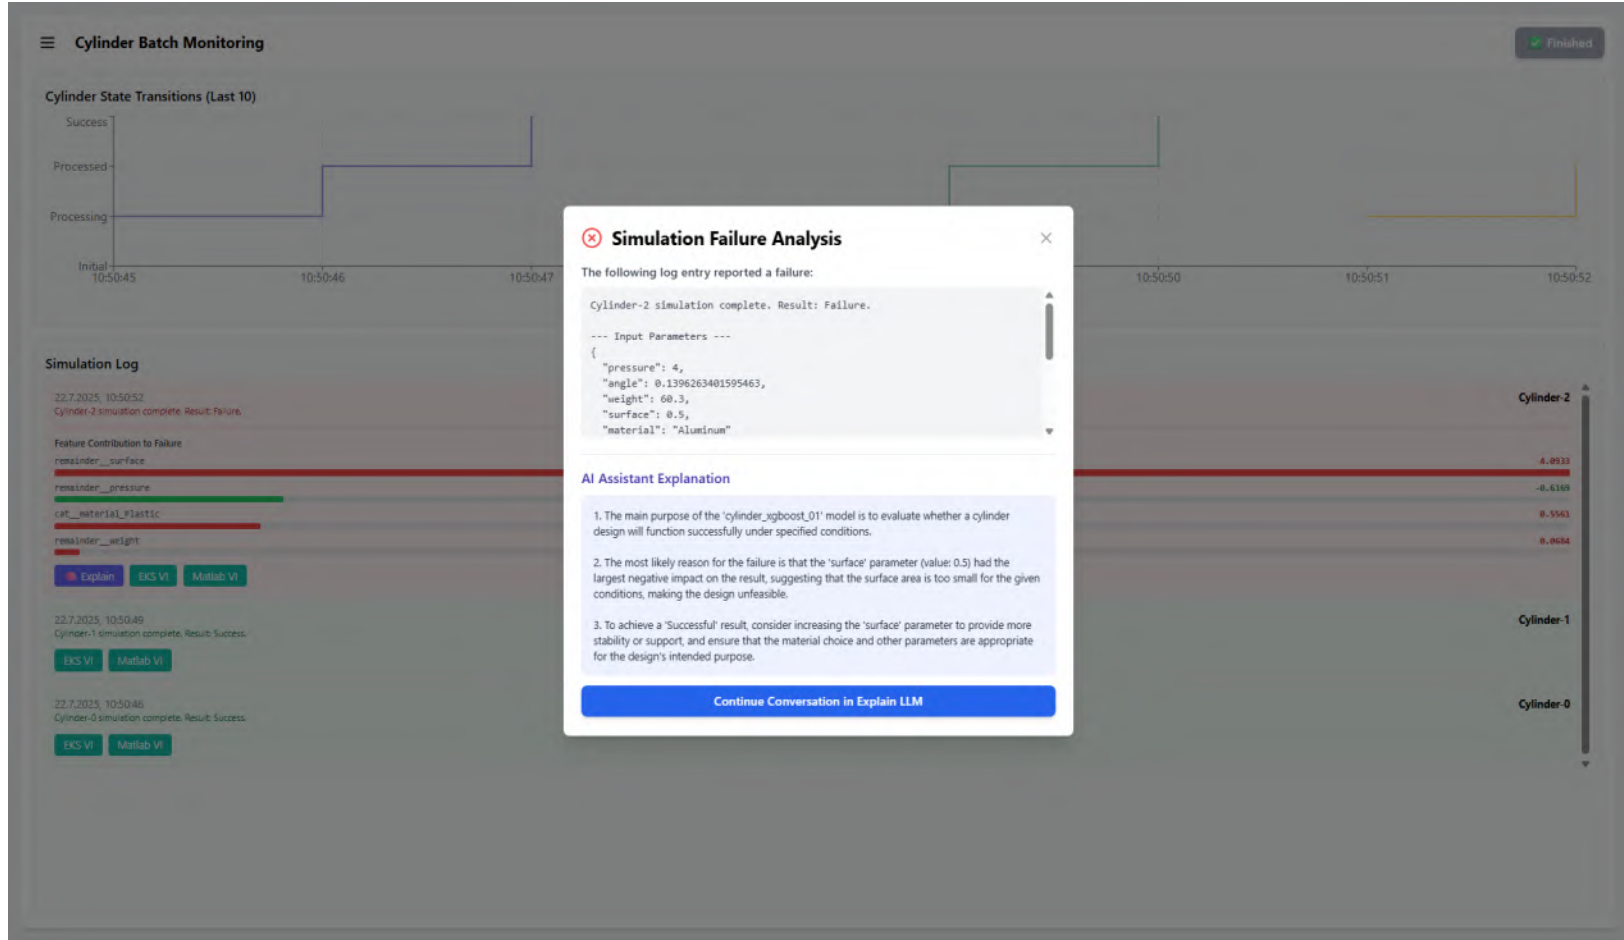 Cylinder Batch Monitoring
Finished
Cylinder State Transitions (Last 10)
Success
Processed
Processing
Initial
10:50:45
10:50:46
10:50:47
10:50:50
10:50:51
10:50:52
Simulation Failure Analysis
The following log entry reported a failure:
Cylinder-2 simulation complete. Result: Failure.
--- Input Parameters ---
{
"pressure": 4,
"angle": 0.1396263401595463,
"weight": 60.3,
"surface": 0.5,
"material": "Aluminum"
AI Assistant Explanation
1. The main purpose of the 'cylinder_xgboost_01' model is to evaluate whether a cylinder
design will function successfully under specified conditions.
2. The most likely reason for the failure is that the 'surface' parameter (value: 0.5) had the
largest negative impact on the result, suggesting that the surface area is too small for the given
conditions, making the design unfeasible.
3. To achieve a 'Successful' result, consider increasing the 'surface' parameter to provide more
stability or support, and ensure that the material choice and other parameters are appropriate
for the design's intended purpose.
Continue Conversation in Explain LLM
Simulation Log
22.7.2025, 10:50:52
Cylinder-2
Cylinder-2 simulation complete. Result: Failure.
Feature Contribution to Failure
remainder__surface
4.0933
remainder__pressure
-0.6169
cat__material_Plastic
0.5563
remainder__weight
0.0684
Explain
EKS VI
Matlab VI
22.7.2025, 10:50:49
Cylinder-1
Cylinder-1 simulation complete. Result: Success.
EKS VI
Matlab VI
22.7.2025, 10:50:46
Cylinder-0
Cylinder-0 simulation complete. Result: Success.
EKS VI
Matlab VI